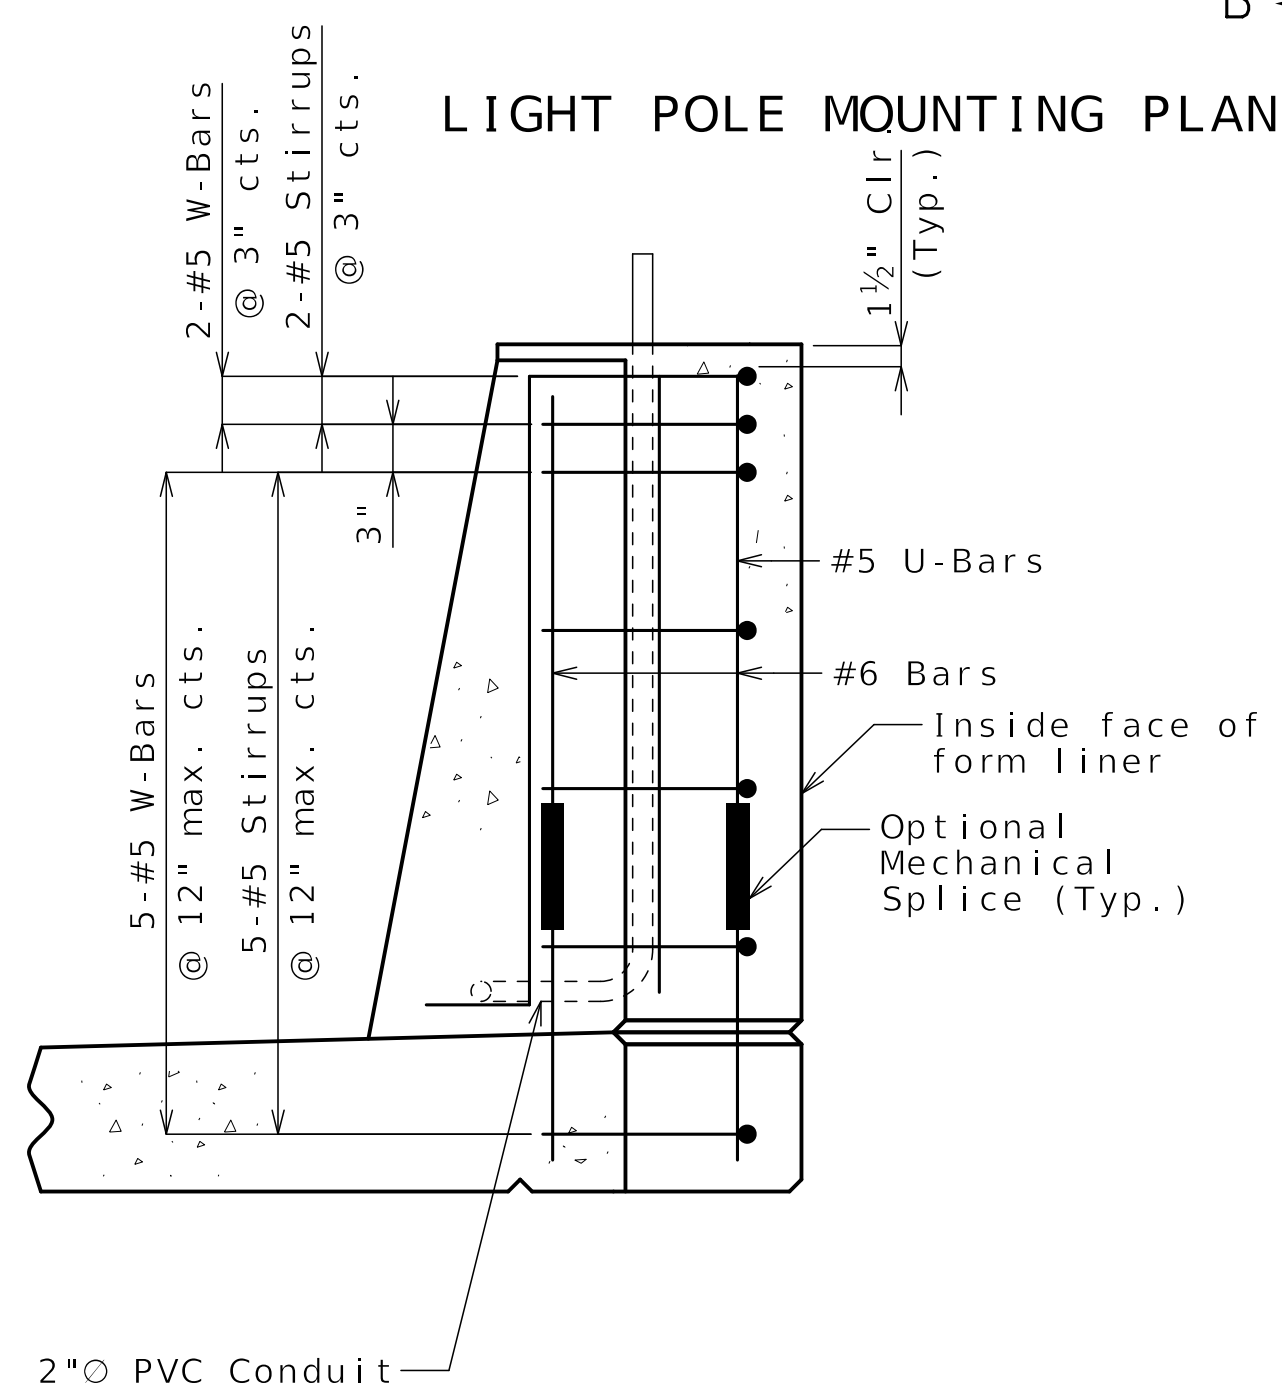 LIGHT POLE MOUNTING PLAN
2-#5 W-Bars
@ 3" cts.
2-#5 Stirrups
@ 3" cts.
1½" Clr.
(Typ.)
3"
#5 U-Bars
#6 Bars
Inside face of
form liner
Optional
Mechanical
Splice (Typ.)
5-#5 W-Bars
@ 12" max. cts.
5-#5 Stirrups
@ 12" max. cts.
2"∅ PVC Conduit